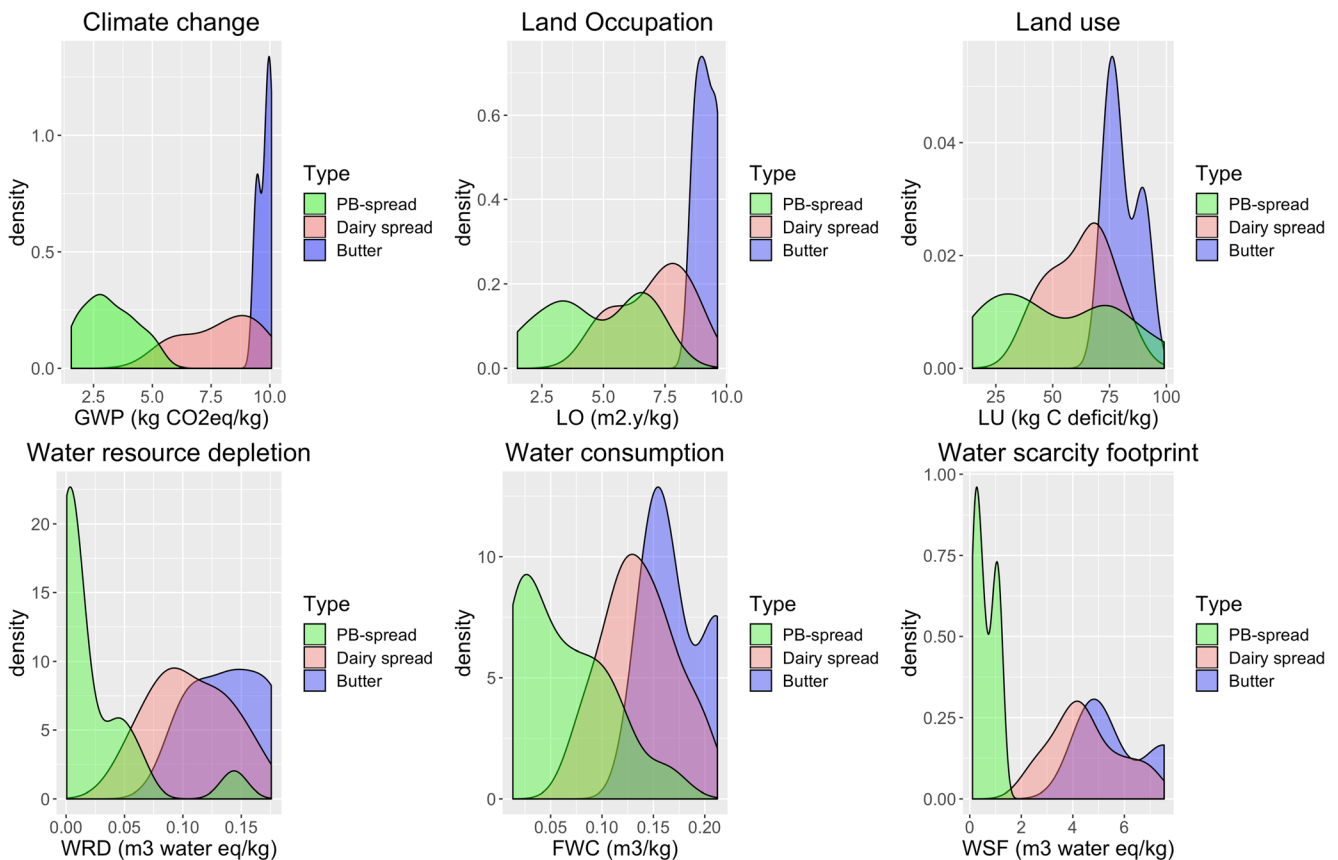 Climate change
density
1.0
0.5
0.0
2.5 5.0 7.5 10.0
GWP (kg CO2eq/kg)
Type
PB-spread
Dairy spread
Butter
Land Occupation
density
0.6
0.4
0.2
0.0
2.5 5.0 7.5 10.0
LO (m2.y/kg)
Type
PB-spread
Dairy spread
Butter
Land use
density
0.04
0.02
0.00
25 50 75 100
LU (kg C deficit/kg)
Type
PB-spread
Dairy spread
Butter
Water resource depletion
density
20
15
10
5
0
0.00 0.05 0.10 0.15
WRD (m3 water eq/kg)
Type
PB-spread
Dairy spread
Butter
Water consumption
density
10
5
0
0.05 0.10 0.15 0.20
FWC (m3/kg)
Type
PB-spread
Dairy spread
Butter
Water scarcity footprint
density
1.00
0.75
0.50
0.25
0.00
0 2 4 6
WSF (m3 water eq/kg)
Type
PB-spread
Dairy spread
Butter